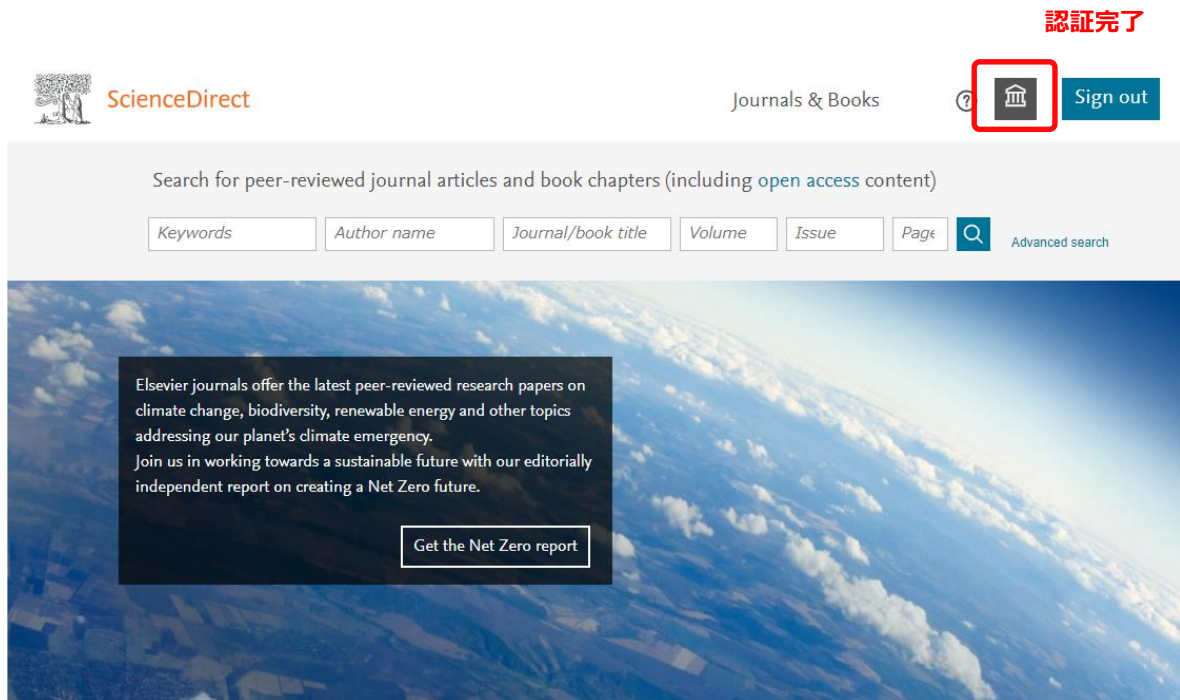 認証完了
ScienceDirect
Journals & Books
?
Sign out
Search for peer-reviewed journal articles and book chapters (including open access content)
Keywords
Author name
Journal/book title
Volume
Issue
Page
Advanced search
Elsevier journals offer the latest peer-reviewed research papers on
climate change, biodiversity, renewable energy and other topics
addressing our planet's climate emergency.
Join us in working towards a sustainable future with our editorially
independent report on creating a Net Zero future.
Get the Net Zero report